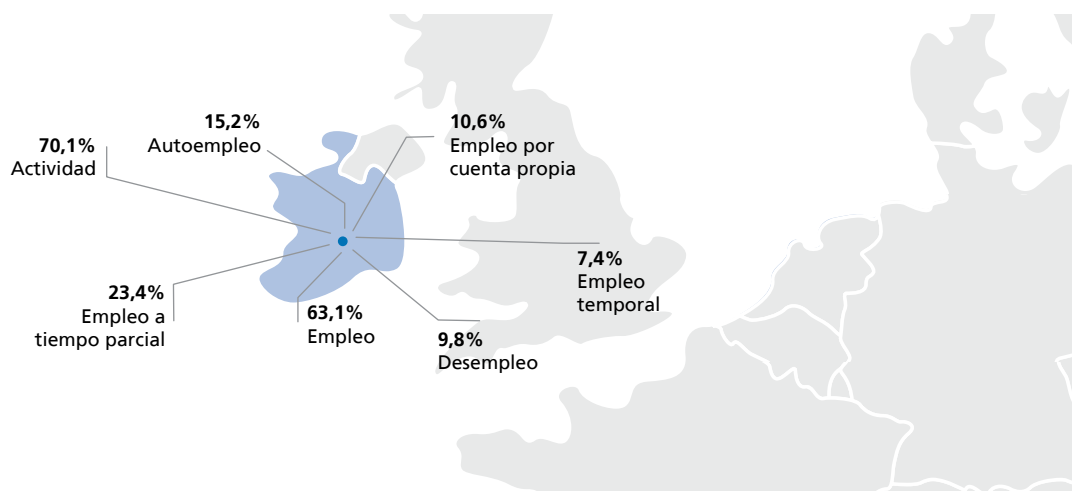 70,1%
Actividad
15,2%
Autoempleo
10,6%
Empleo por
cuenta propia
7,4%
Empleo
temporal
23,4%
Empleo a
tiempo parcial
63,1%
Empleo
9,8%
Desempleo